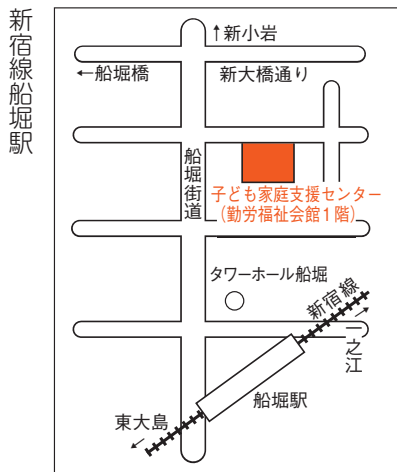 新宿線船堀駅
↑新小岩
←船堀橋
新大橋通り
船堀街道
子ども家庭支援センター
(勤労福祉会館1階)
タワーホール船堀
新宿線
一之江
船堀駅
東大島